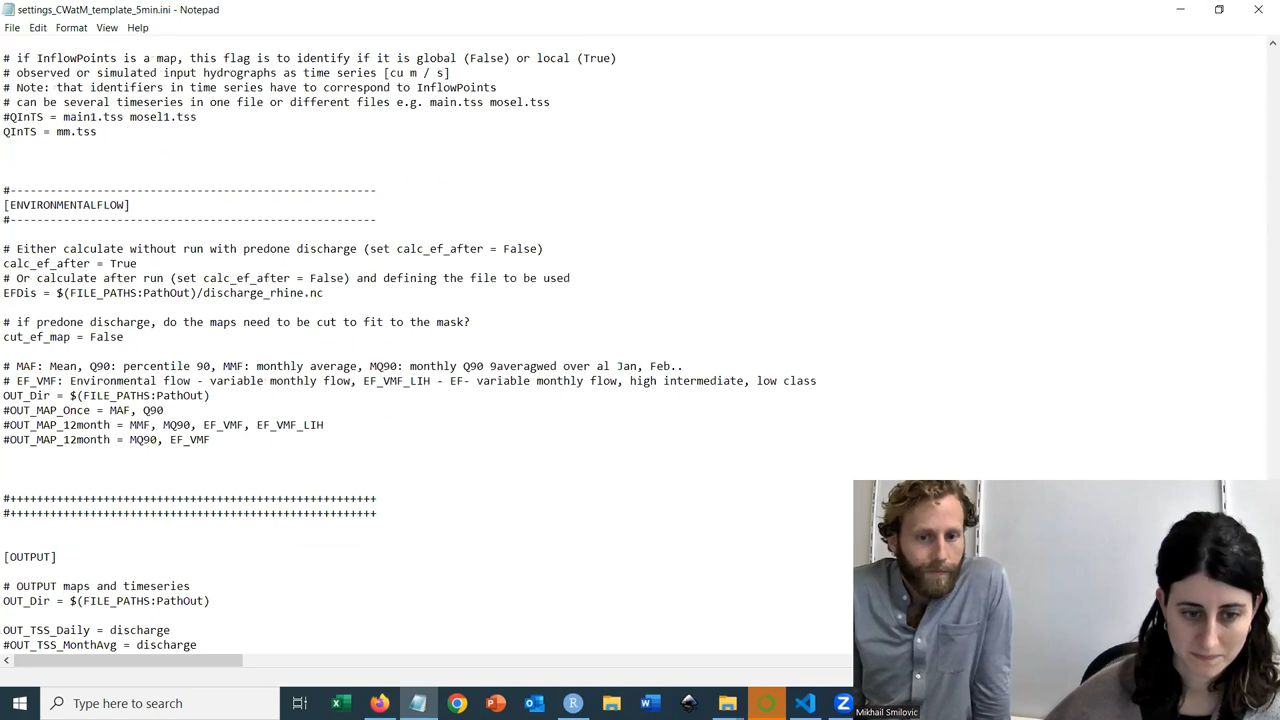 settings_CWatM_template_5min.ini - Notepad
File Edit Format View Help
# if InflowPoints is a map, this flag is to identify if it is global (False) or local (True)
# observed or simulated input hydrographs as time series [cu m / s]
# Note: that identifiers in time series have to correspond to InflowPoints
# can be several timeseries in one file or different files e.g. main.tss mosel.tss
#QInTS = main1.tss mosel1.tss
QInTS = mm.tss
#-------------------------------------------------------
[ENVIRONMENTALFLOW]
#-------------------------------------------------------
# Either calculate without run with predone discharge (set calc_ef_after = False)
calc_ef_after = True
# Or calculate after run (set calc_ef_after = False) and defining the file to be used
EFDis = $(FILE_PATHS:PathOut)/discharge_rhine.nc
# if predone discharge, do the maps need to be cut to fit to the mask?
cut_ef_map = False
# MAF: Mean, Q90: percentile 90, MMF: monthly average, MQ90: monthly Q90 9averagwed over al Jan, Feb..
# EF_VMF: Environmental flow - variable monthly flow, EF_VMF_LIH - EF- variable monthly flow, high intermediate, low class
OUT_Dir = $(FILE_PATHS:PathOut)
#OUT_MAP_Once = MAF, Q90
#OUT_MAP_12month = MMF, MQ90, EF_VMF, EF_VMF_LIH
#OUT_MAP_12month = MQ90, EF_VMF
#+++++++++++++++++++++++++++++++++++++++++++++++++++++++
#+++++++++++++++++++++++++++++++++++++++++++++++++++++++
[OUTPUT]
# OUTPUT maps and timeseries
OUT_Dir = $(FILE_PATHS:PathOut)
OUT_TSS_Daily = discharge
#OUT_TSS_MonthAvg = discharge
Type here to search
Mikhail Smilovic